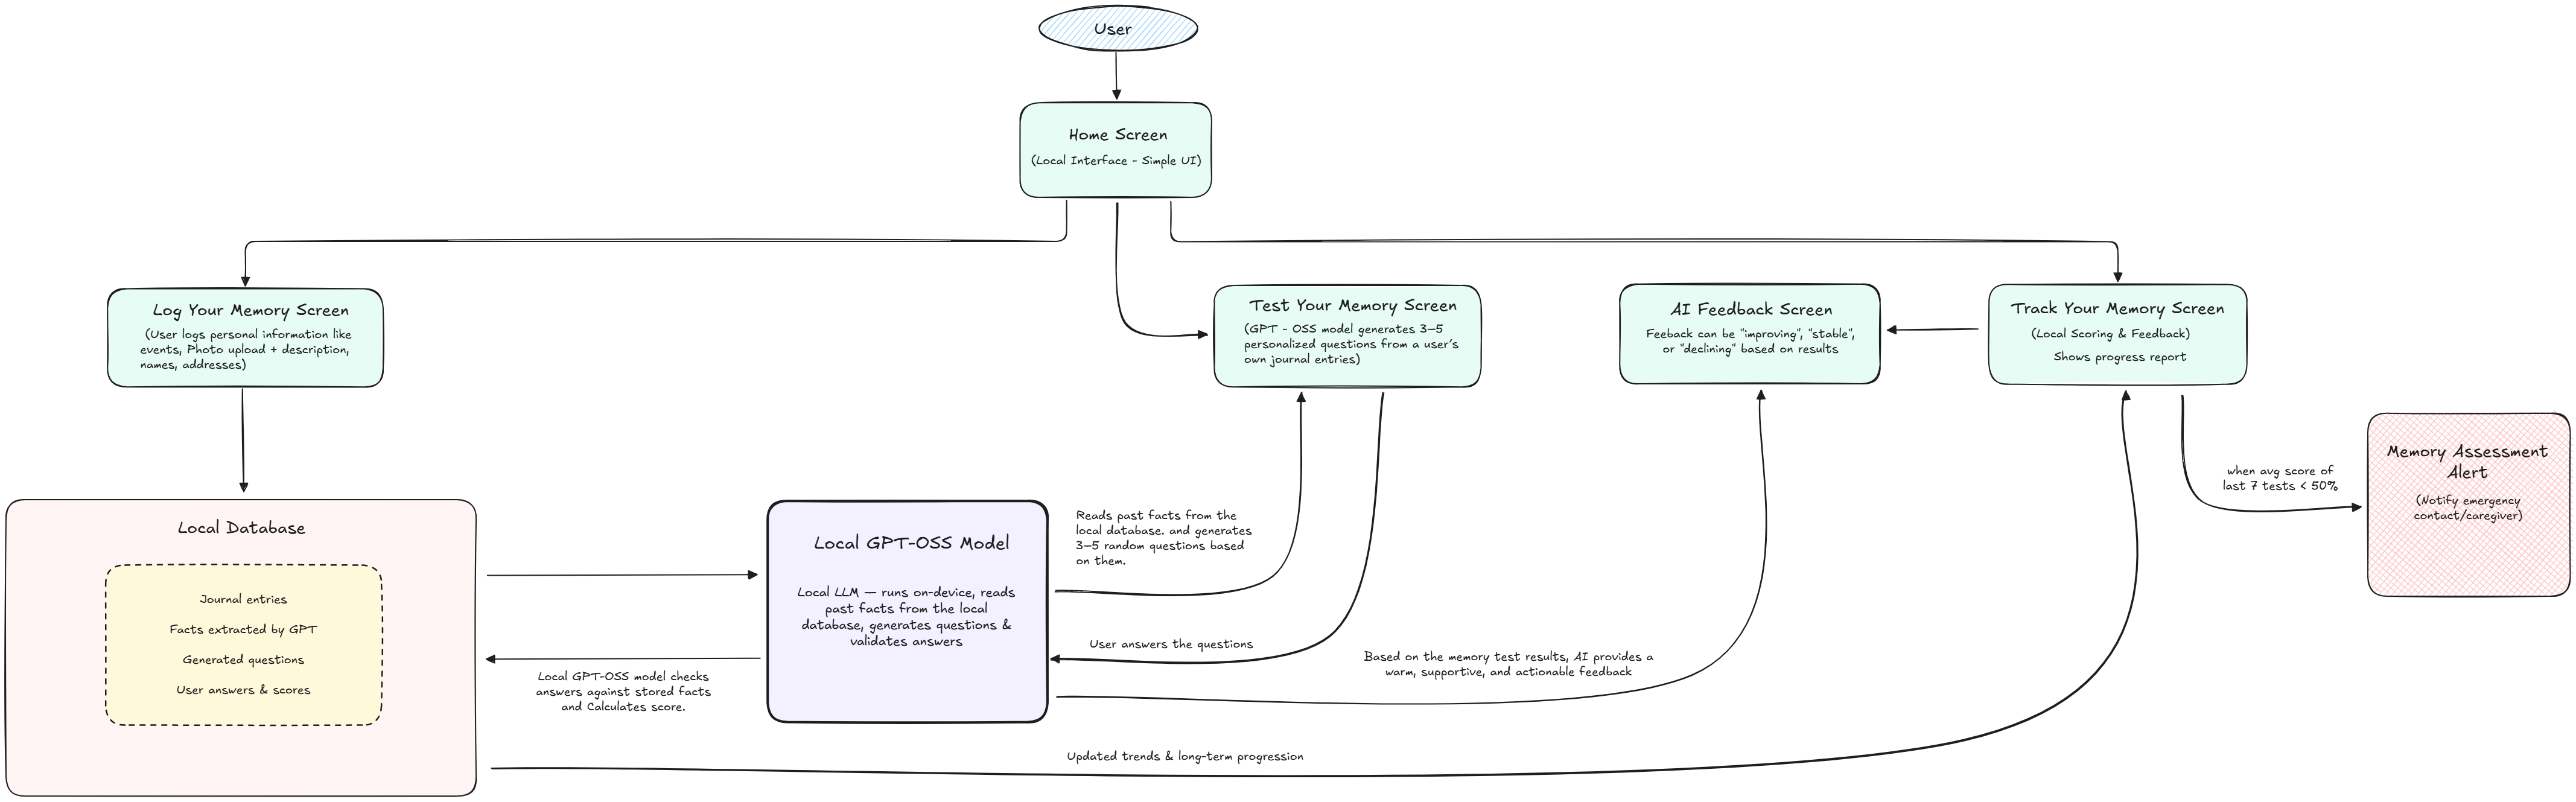 User
Home Screen
(Local Interface - Simple UI)
Log Your Memory Screen
(User logs personal information like
events, Photo upload + description,
names, addresses)
Test Your Memory Screen
(GPT - OSS model generates 3–5
personalized questions from a user's
own journal entries)
AI Feedback Screen
Feeback can be "improving", "stable",
or "declining" based on results
Track Your Memory Screen
(Local Scoring & Feedback)
Shows progress report
Memory Assessment
Alert
(Notify emergency
contact/caregiver)
when avg score of
last 7 tests < 50%
Local Database
Journal entries
Facts extracted by GPT
Generated questions
User answers & scores
Local GPT-OSS Model
Local LLM — runs on-device, reads
past facts from the local
database, generates questions &
validates answers
Reads past facts from the
local database. and generates
3–5 random questions based
on them.
User answers the questions
Local GPT-OSS model checks
answers against stored facts
and Calculates score.
Based on the memory test results, AI provides a
warm, supportive, and actionable feedback
Updated trends & long-term progression